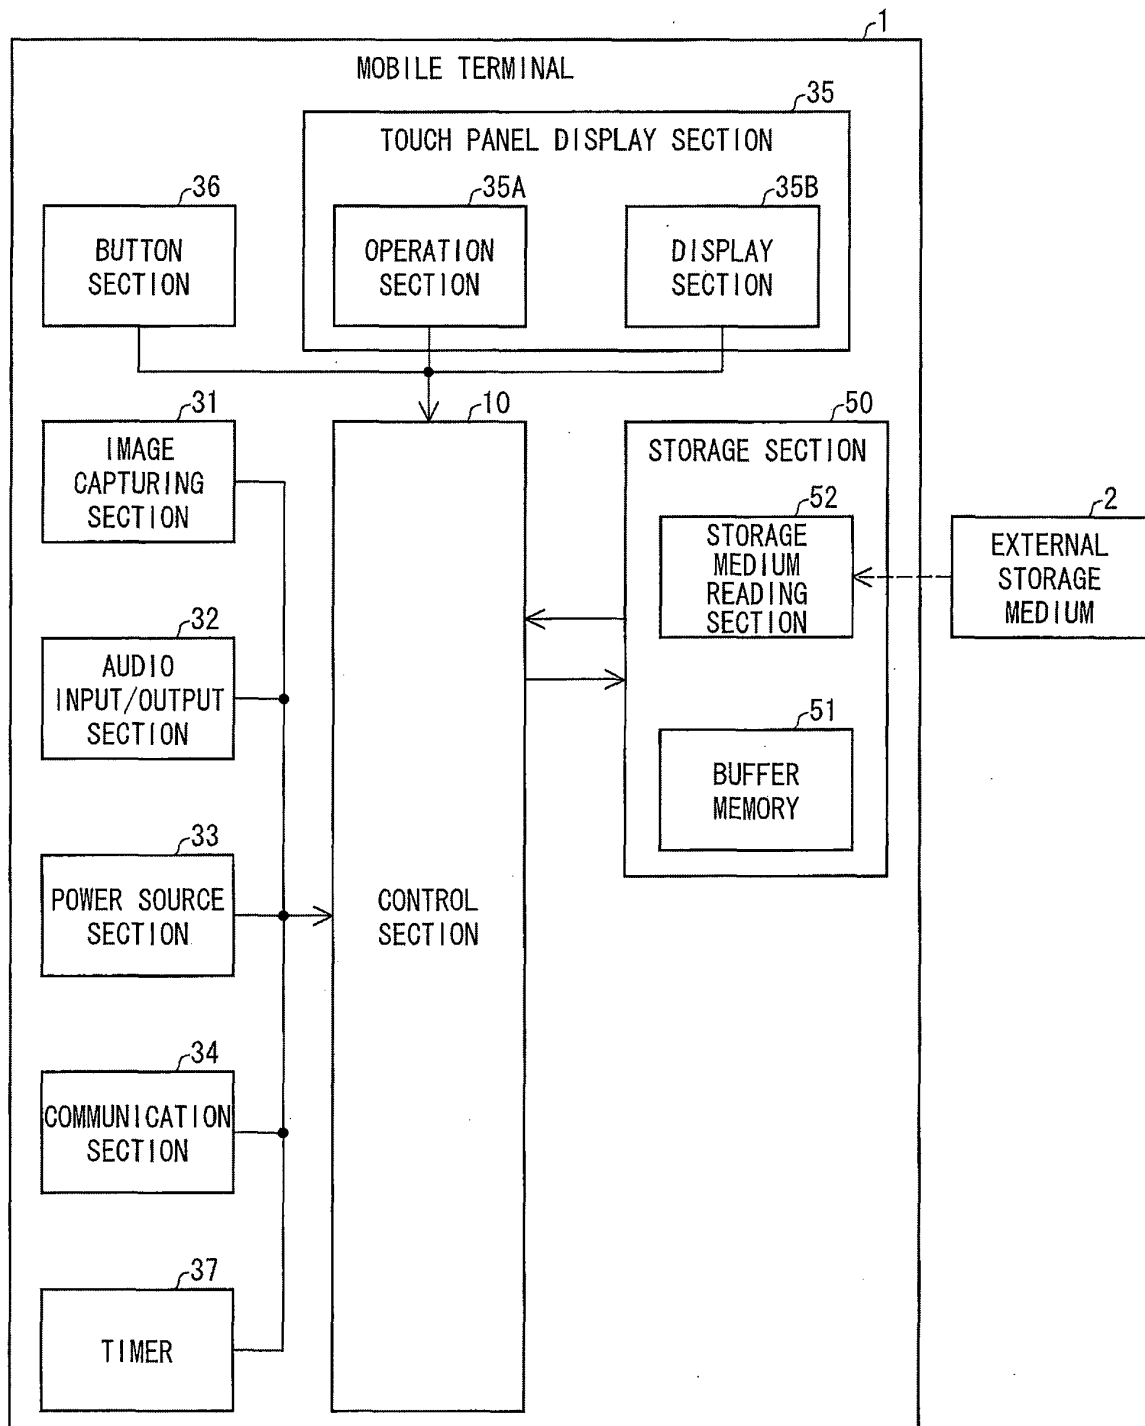 1
MOBILE TERMINAL
35
TOUCH PANEL DISPLAY SECTION
36
BUTTON
SECTION
35A
OPERATION
SECTION
35B
DISPLAY
SECTION
31
IMAGE
CAPTURING
SECTION
10
CONTROL
SECTION
50
STORAGE SECTION
52
STORAGE
MEDIUM
READING
SECTION
2
EXTERNAL
STORAGE
MEDIUM
32
AUDIO
INPUT/OUTPUT
SECTION
51
BUFFER
MEMORY
33
POWER SOURCE
SECTION
34
COMMUNICATION
SECTION
37
TIMER